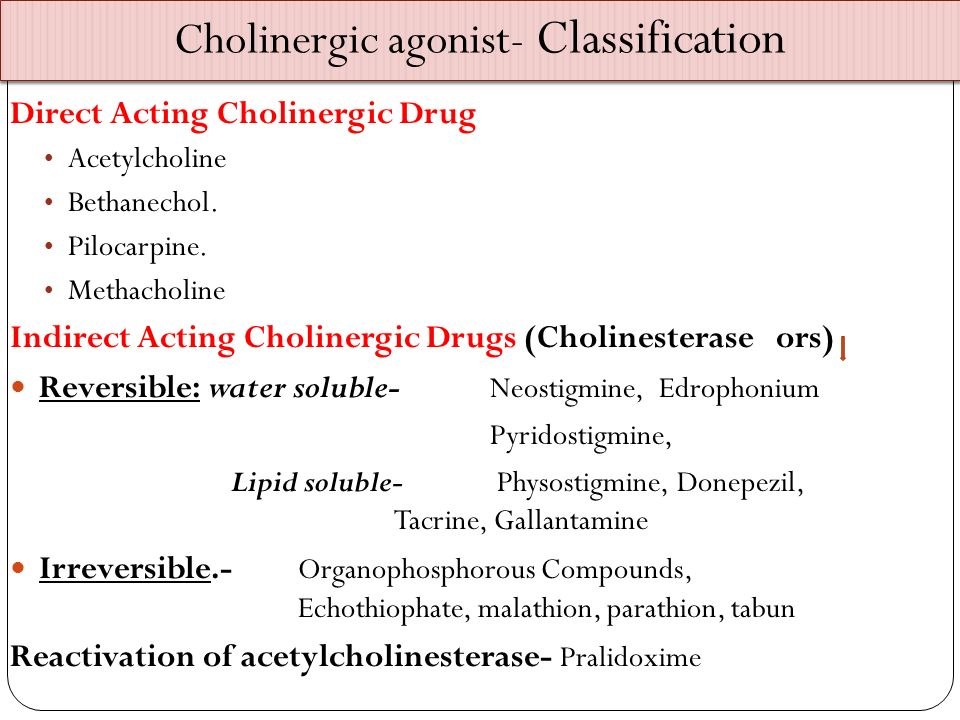 Cholinergic agonist- Classification
Direct Acting Cholinergic Drug
• Acetylcholine
• Bethanechol.
• Pilocarpine.
• Methacholine
Indirect Acting Cholinergic Drugs (Cholinesterase ors)
• Reversible: water soluble- Neostigmine, Edrophonium
Pyridostigmine,
Lipid soluble- Physostigmine, Donepezil,
Tacrine, Gallantamine
• Irreversible.- Organophosphorous Compounds,
Echothiophate, malathion, parathion, tabun
Reactivation of acetylcholinesterase- Pralidoxime